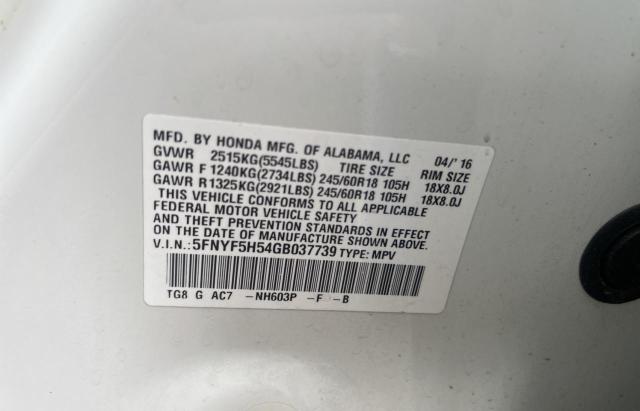 MFD. BY HONDA MFG. OF ALABAMA, LLC 04/'16
GVWR 2515KG(5545LBS) TIRE SIZE RIM SIZE
GAWR F 1240KG(2734LBS) 245/60R18 105H 18X8.0J
GAWR R1325KG(2921LBS) 245/60R18 105H 18X8.0J
THIS VEHICLE CONFORMS TO ALL APPLICABLE
FEDERAL MOTOR VEHICLE SAFETY
AND THEFT PREVENTION STANDARDS IN EFFECT
ON THE DATE OF MANUFACTURE SHOWN ABOVE.
V.I.N.:5FNYF5H54GB037739 TYPE: MPV
TG8 G AC7 -NH603P -F -B